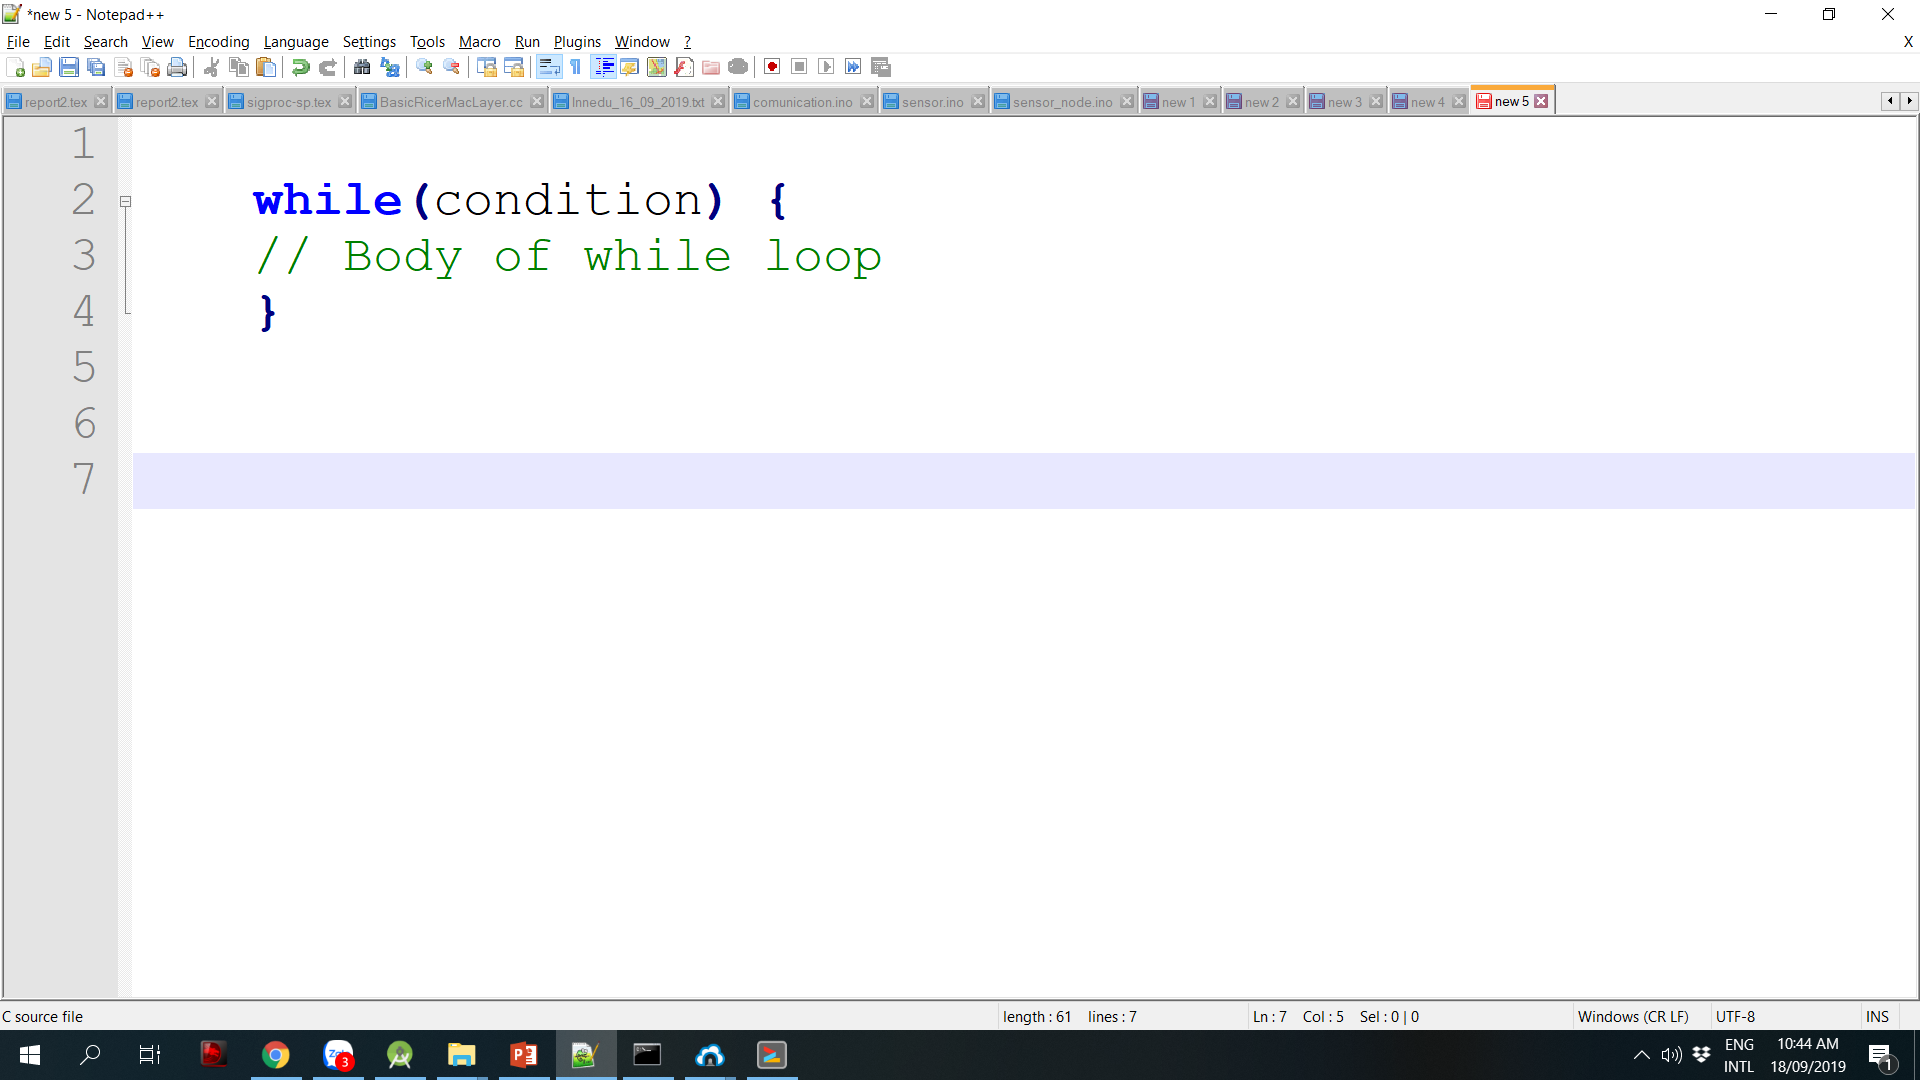 *new 5 - Notepad++
File Edit Search View Encoding Language Settings Tools Macro Run Plugins Window ? X
report2.tex report2.tex sigproc-sp.tex BasicRicerMacLayer.cc Innedu_16_09_2019.txt comunication.ino sensor.ino sensor_node.ino new 1 new 2 new 3 new 4 new 5
1
2 while(condition) {
3 // Body of while loop
4 }
5
6
7
C source file length : 61 lines : 7 Ln : 7 Col : 5 Sel : 0 | 0 Windows (CR LF) UTF-8 INS
ENG 10:44 AM
INTL 18/09/2019
3
1